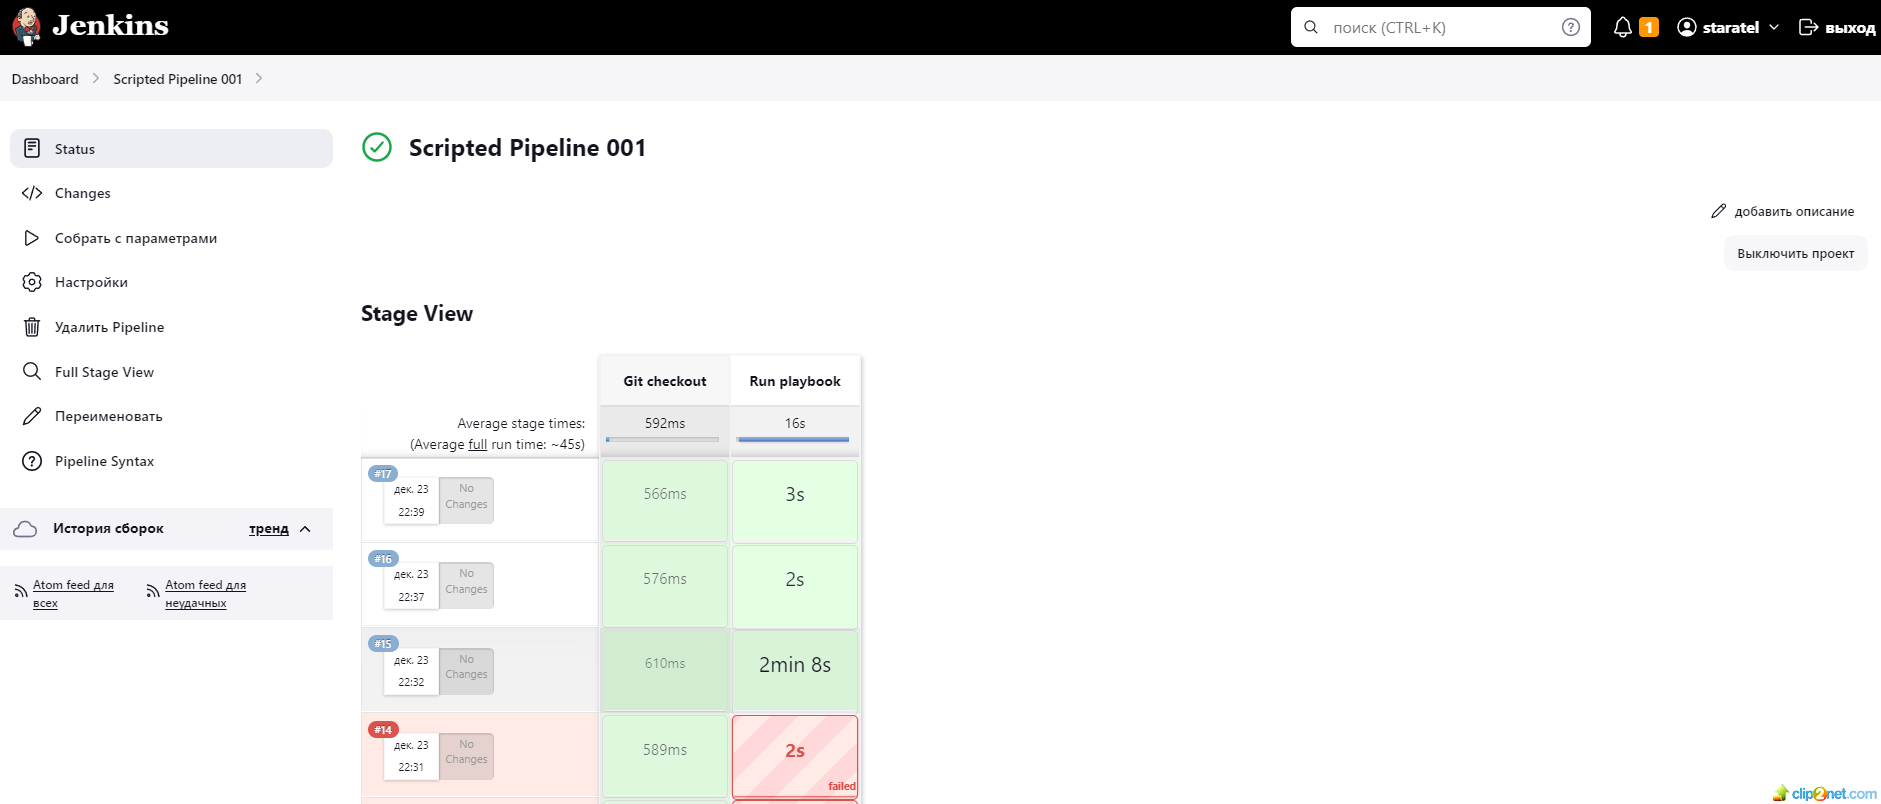 Jenkins
поиск (CTRL+K)
1
staratel
выход
Dashboard
Scripted Pipeline 001
Status
Changes
Собрать с параметрами
Настройки
Удалить Pipeline
Full Stage View
Переименовать
Pipeline Syntax
История сборок
тренд
Atom feed для
всех
Atom feed для
неудачных
Scripted Pipeline 001
добавить описание
Выключить проект
Stage View
Git checkout
Run playbook
Average stage times:
(Average full run time: ~45s)
592ms
16s
#17
дек. 23
22:39
No
Changes
566ms
3s
#16
дек. 23
22:37
No
Changes
576ms
2s
#15
дек. 23
22:32
No
Changes
610ms
2min 8s
#14
дек. 23
22:31
No
Changes
589ms
2s
failed
clip2net.com